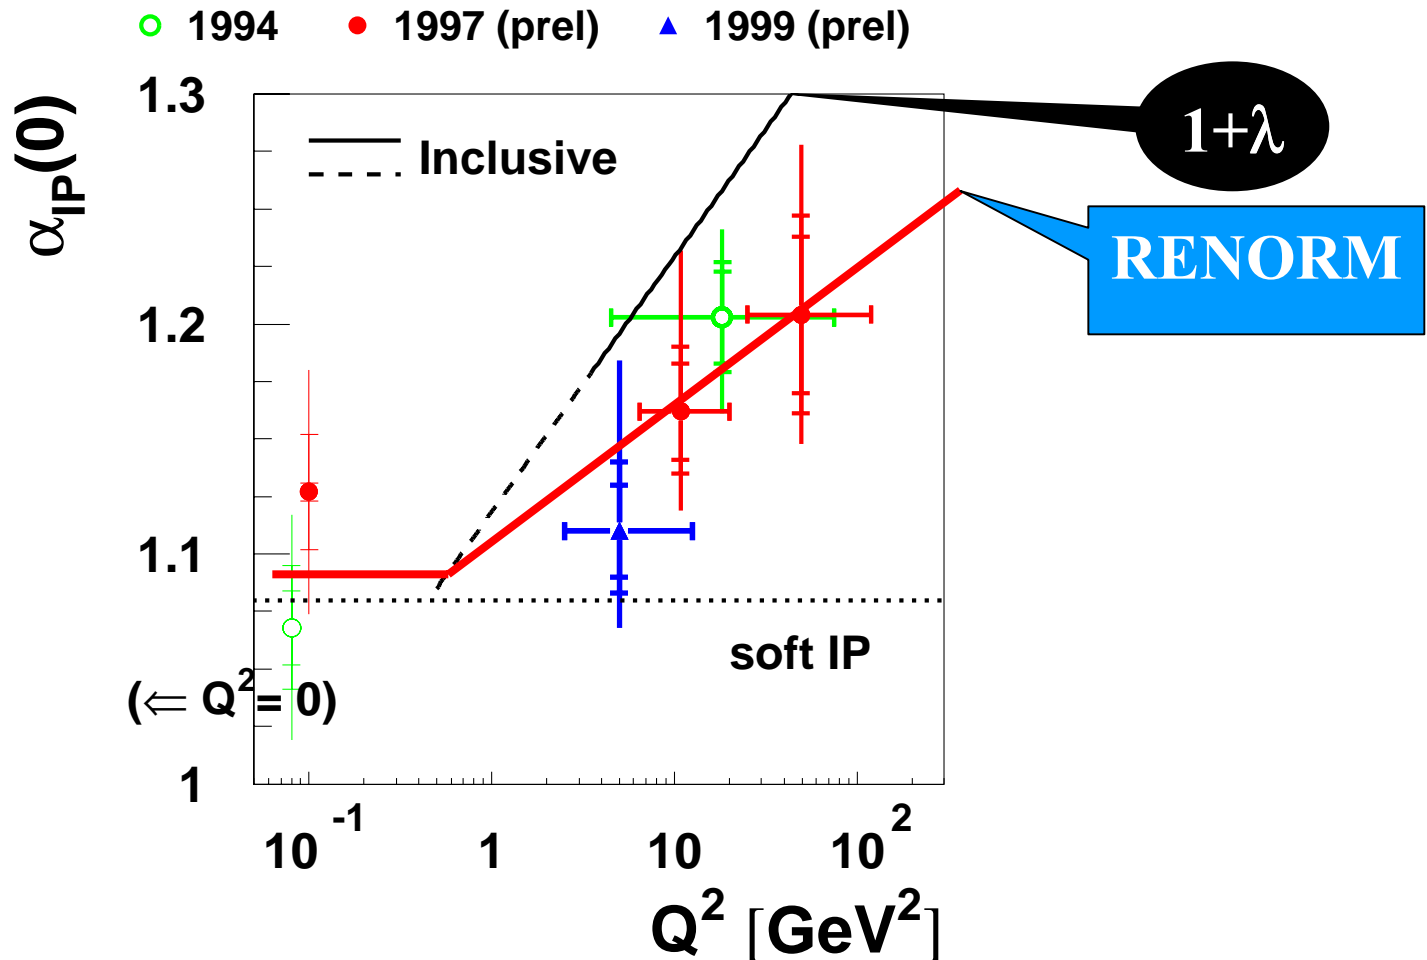 1994 1997 (prel) 1999 (prel)
α_IP(0)
1.3
1.2
1.1
1
Inclusive
1+λ
RENORM
soft IP
(⇐ Q²= 0)
10⁻¹ 1 10 10²
Q² [GeV²]